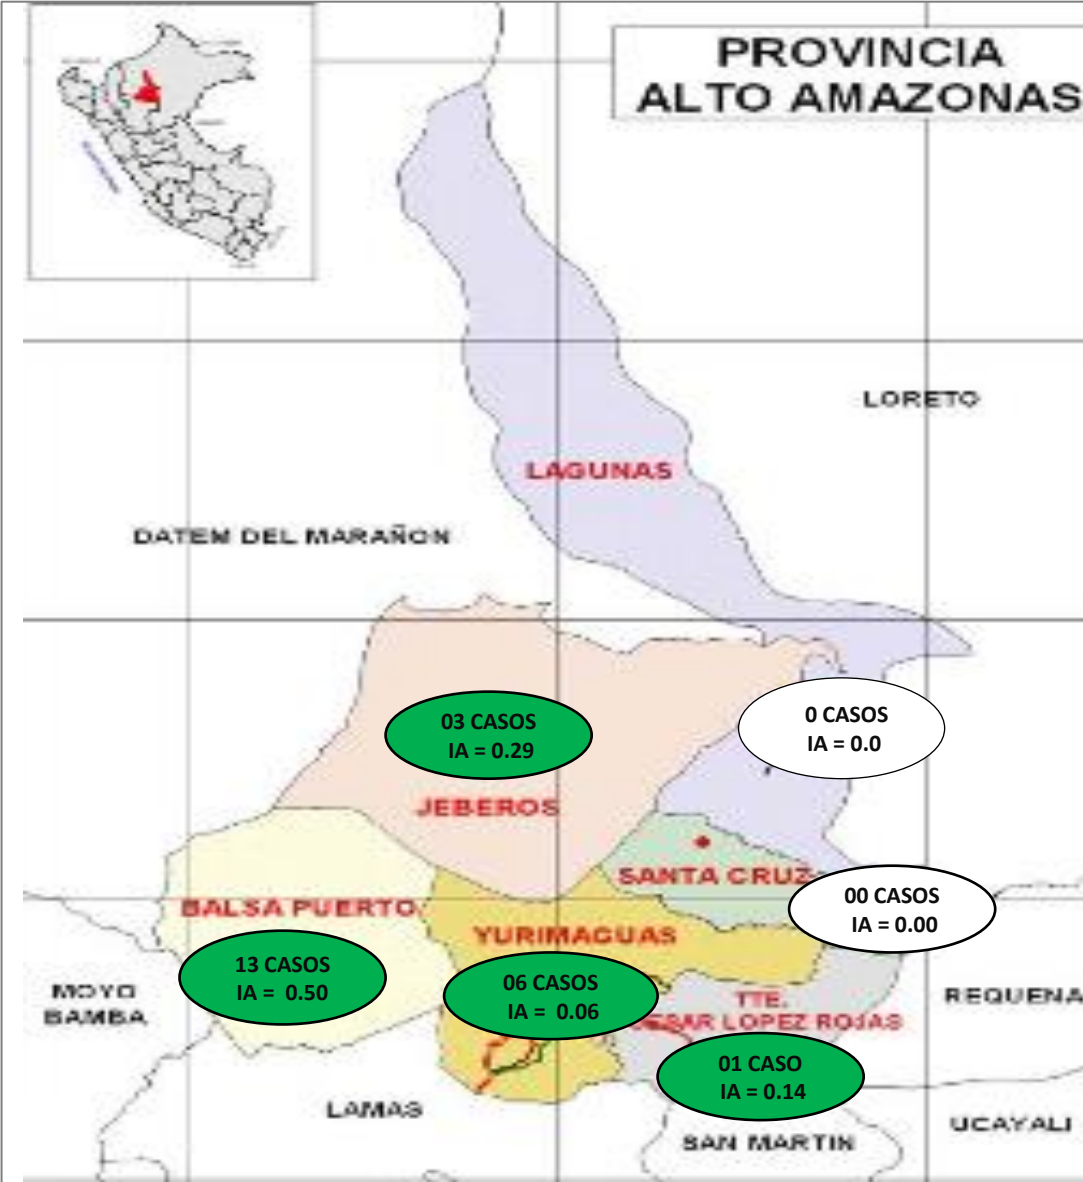 PROVINCIA
ALTO AMAZONAS
LORETO
LAGUNAS
DATEM DEL MARAÑON
03 CASOS
IA = 0.29
0 CASOS
IA = 0.0
JEBEROS
SANTA CRUZ
00 CASOS
IA = 0.00
BALSA PUERTO
YURIMAGUAS
13 CASOS
IA = 0.50
06 CASOS
IA = 0.06
MOYO
BAMBA
TTE.
CESAR LOPEZ ROJAS
REQUENA
01 CASO
IA = 0.14
LAMAS
SAN MARTIN
UCAYALI